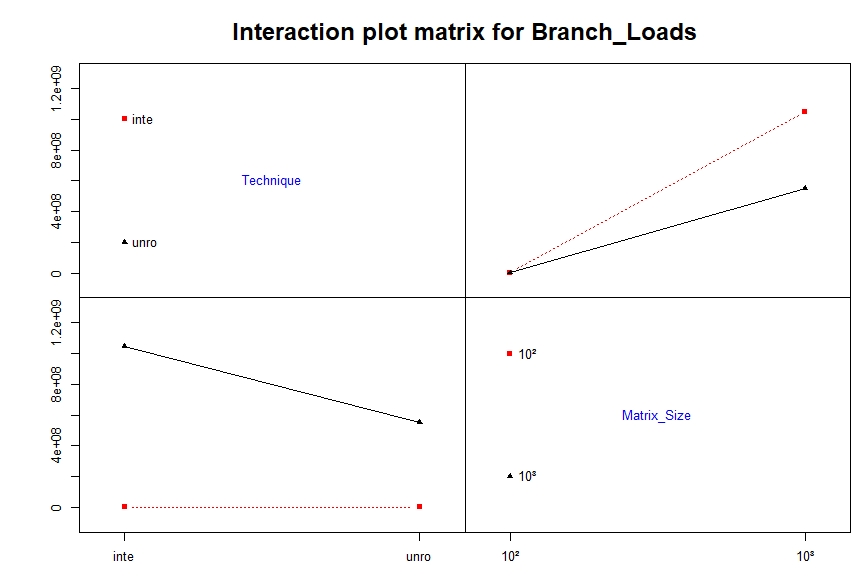 Interaction plot matrix for Branch_Loads
1.2e+09
8e+08
4e+08
0
inte
Technique
unro
1.2e+09
8e+08
4e+08
0
10²
Matrix_Size
10³
inte
unro
10²
10³